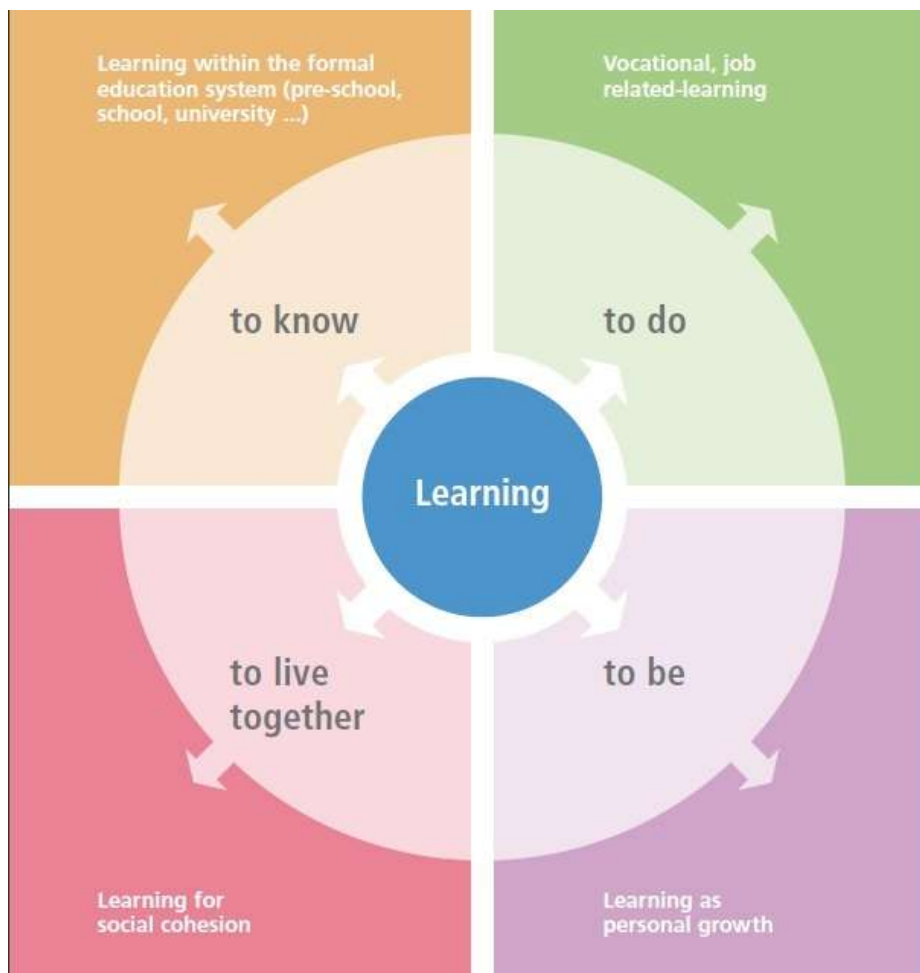 Learning within the formal
education system (pre-school,
school, university ...)
Vocational, job
related-learning
to know
to do
Learning
to live
together
to be
Learning for
social cohesion
Learning as
personal growth